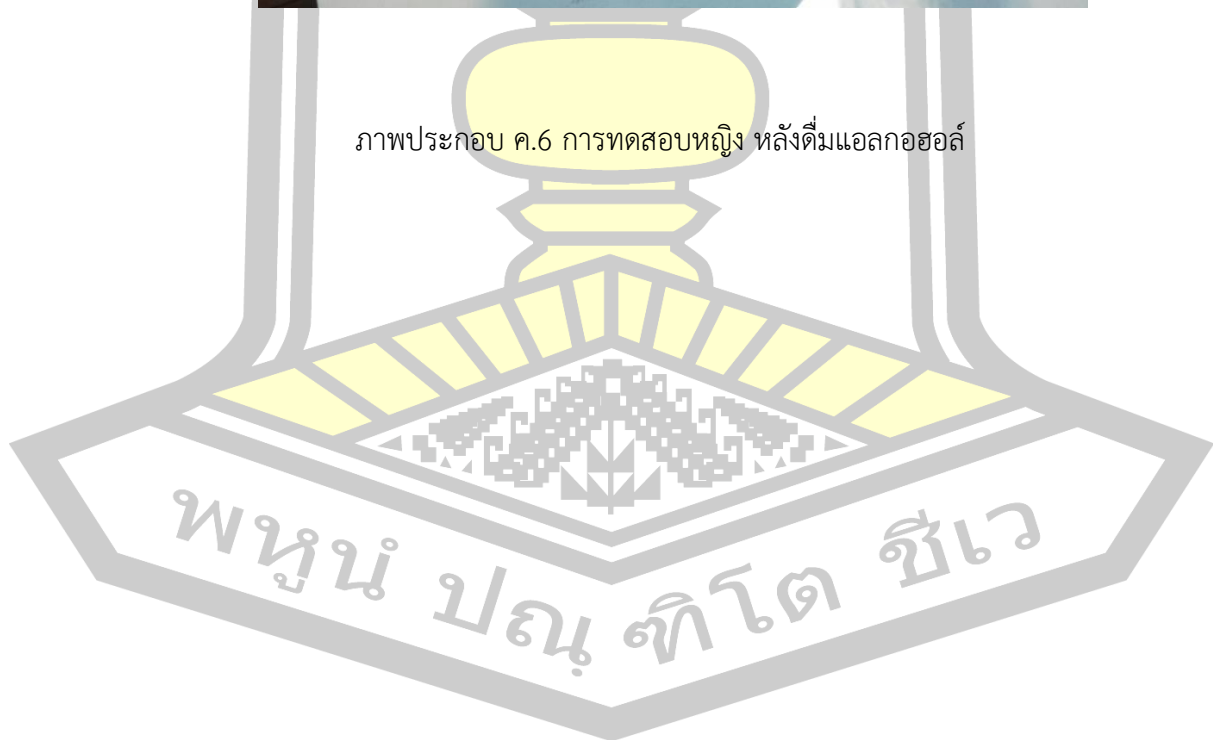 ภาพประกอบ ค.6 การทดสอบหญิง หลังดื่มแอลกอฮอล์
พหูนํ ปณฺ ฑิโต ชีเว